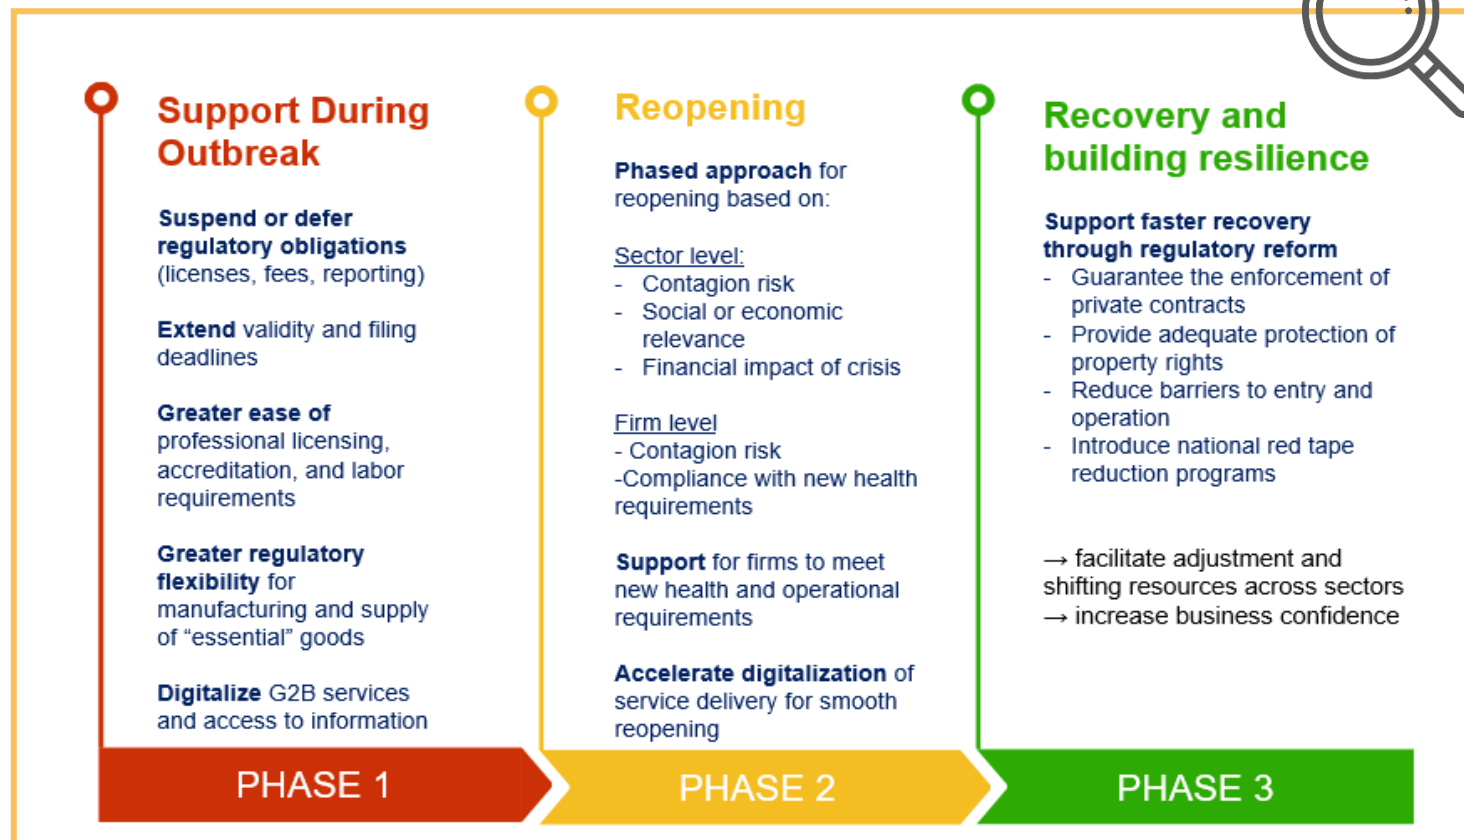 Support During
Outbreak
Suspend or defer
regulatory obligations
(licenses, fees, reporting)
Extend validity and filing
deadlines
Greater ease of
professional licensing,
accreditation, and labor
requirements
Greater regulatory
flexibility for
manufacturing and supply
of “essential” goods
Digitalize G2B services
and access to information
PHASE 1
Reopening
Phased approach for
reopening based on:
Sector level:
- Contagion risk
- Social or economic
relevance
- Financial impact of crisis
Firm level
- Contagion risk
-Compliance with new health
requirements
Support for firms to meet
new health and operational
requirements
Accelerate digitalization of
service delivery for smooth
reopening
PHASE 2
Recovery and
building resilience
Support faster recovery
through regulatory reform
- Guarantee the enforcement of
private contracts
- Provide adequate protection of
property rights
- Reduce barriers to entry and
operation
- Introduce national red tape
reduction programs
→ facilitate adjustment and
shifting resources across sectors
→ increase business confidence
PHASE 3